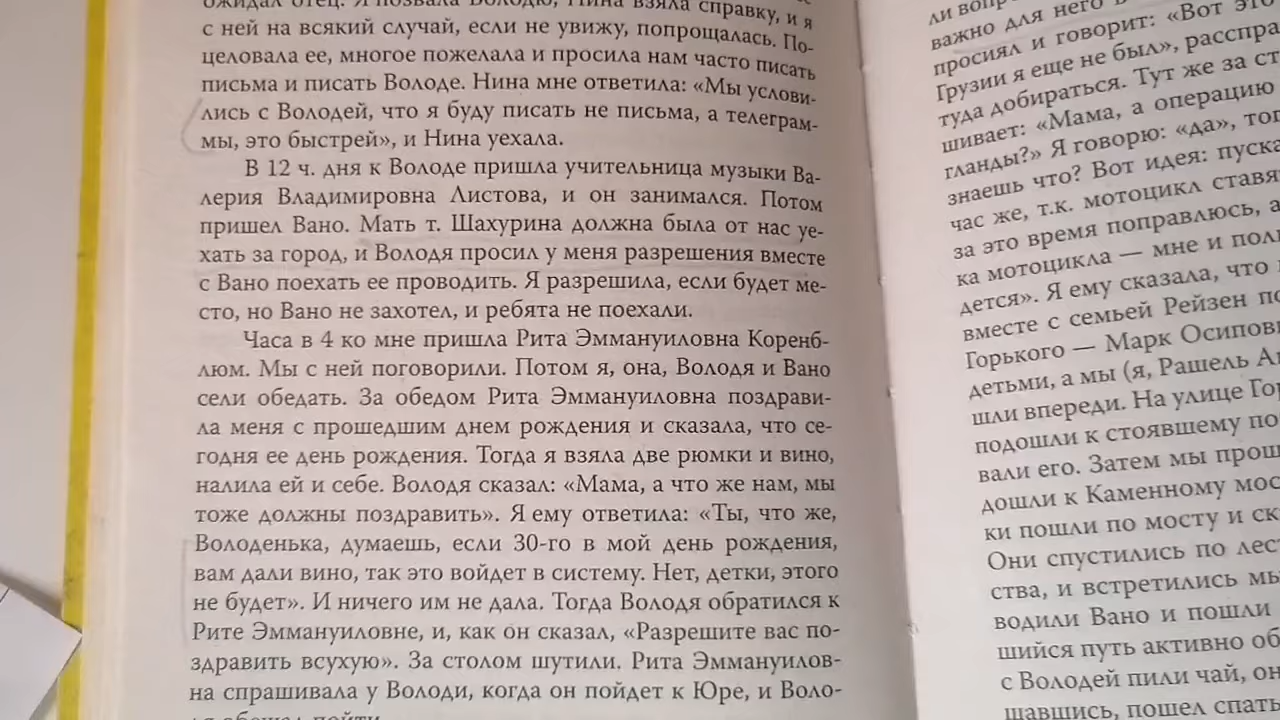 ожидал отец. Я позвала Володю, Нина взяла справку, и я
с ней на всякий случай, если не увижу, попрощалась. По-
целовала ее, многое пожелала и просила нам часто писать
письма и писать Володе. Нина мне ответила: «Мы услови-
лись с Володей, что я буду писать не письма, а телеграм-
мы, это быстрей», и Нина уехала.
В 12 ч. дня к Володе пришла учительница музыки Ва-
лерия Владимировна Листова, и он занимался. Потом
пришел Вано. Мать т. Шахурина должна была от нас уе-
хать за город, и Володя просил у меня разрешения вместе
с Вано поехать ее проводить. Я разрешила, если будет ме-
сто, но Вано не захотел, и ребята не поехали.
Часа в 4 ко мне пришла Рита Эммануиловна Коренб-
люм. Мы с ней поговорили. Потом я, она, Володя и Вано
сели обедать. За обедом Рита Эммануиловна поздрави-
ла меня с прошедшим днем рождения и сказала, что се-
годня ее день рождения. Тогда я взяла две рюмки и вино,
налила ей и себе. Володя сказал: «Мама, а что же нам, мы
тоже должны поздравить». Я ему ответила: «Ты, что же,
Володенька, думаешь, если 30-го в мой день рождения,
вам дали вино, так это войдет в систему. Нет, детки, этого
не будет». И ничего им не дала. Тогда Володя обратился к
Рите Эммануиловне, и, как он сказал, «Разрешите вас по-
здравить всухую». За столом шутили. Рита Эммануилов-
на спрашивала у Володи, когда он пойдет к Юре, и Воло-
ли
важно для него
просиял и говорит: «Вот это
Грузии я еще не был», распра
туда добираться. Тут же за ст
шивает: «Мама, а операцию
гланды?» Я говорю: «да», тог
знаешь что? Вот идея: пуска
час же, т.к. мотоцикл ставя
за это время поправлюсь, а
ка мотоцикла — мне и пол
дется». Я ему сказала, что
вместе с семьей Рейзен по
Горького — Марк Осипов
детьми, а мы (я, Рашель А
шли впереди. На улице Гор
подошли к стоявшему по
вали его. Затем мы прош
дошли к Каменному мос
ки пошли по мосту и ск
Они спустились по лес
ства, и встретились мы
водили Вано и пошли
шийся путь активно об
с Володей пили чай, он
шавшись, пошел спать